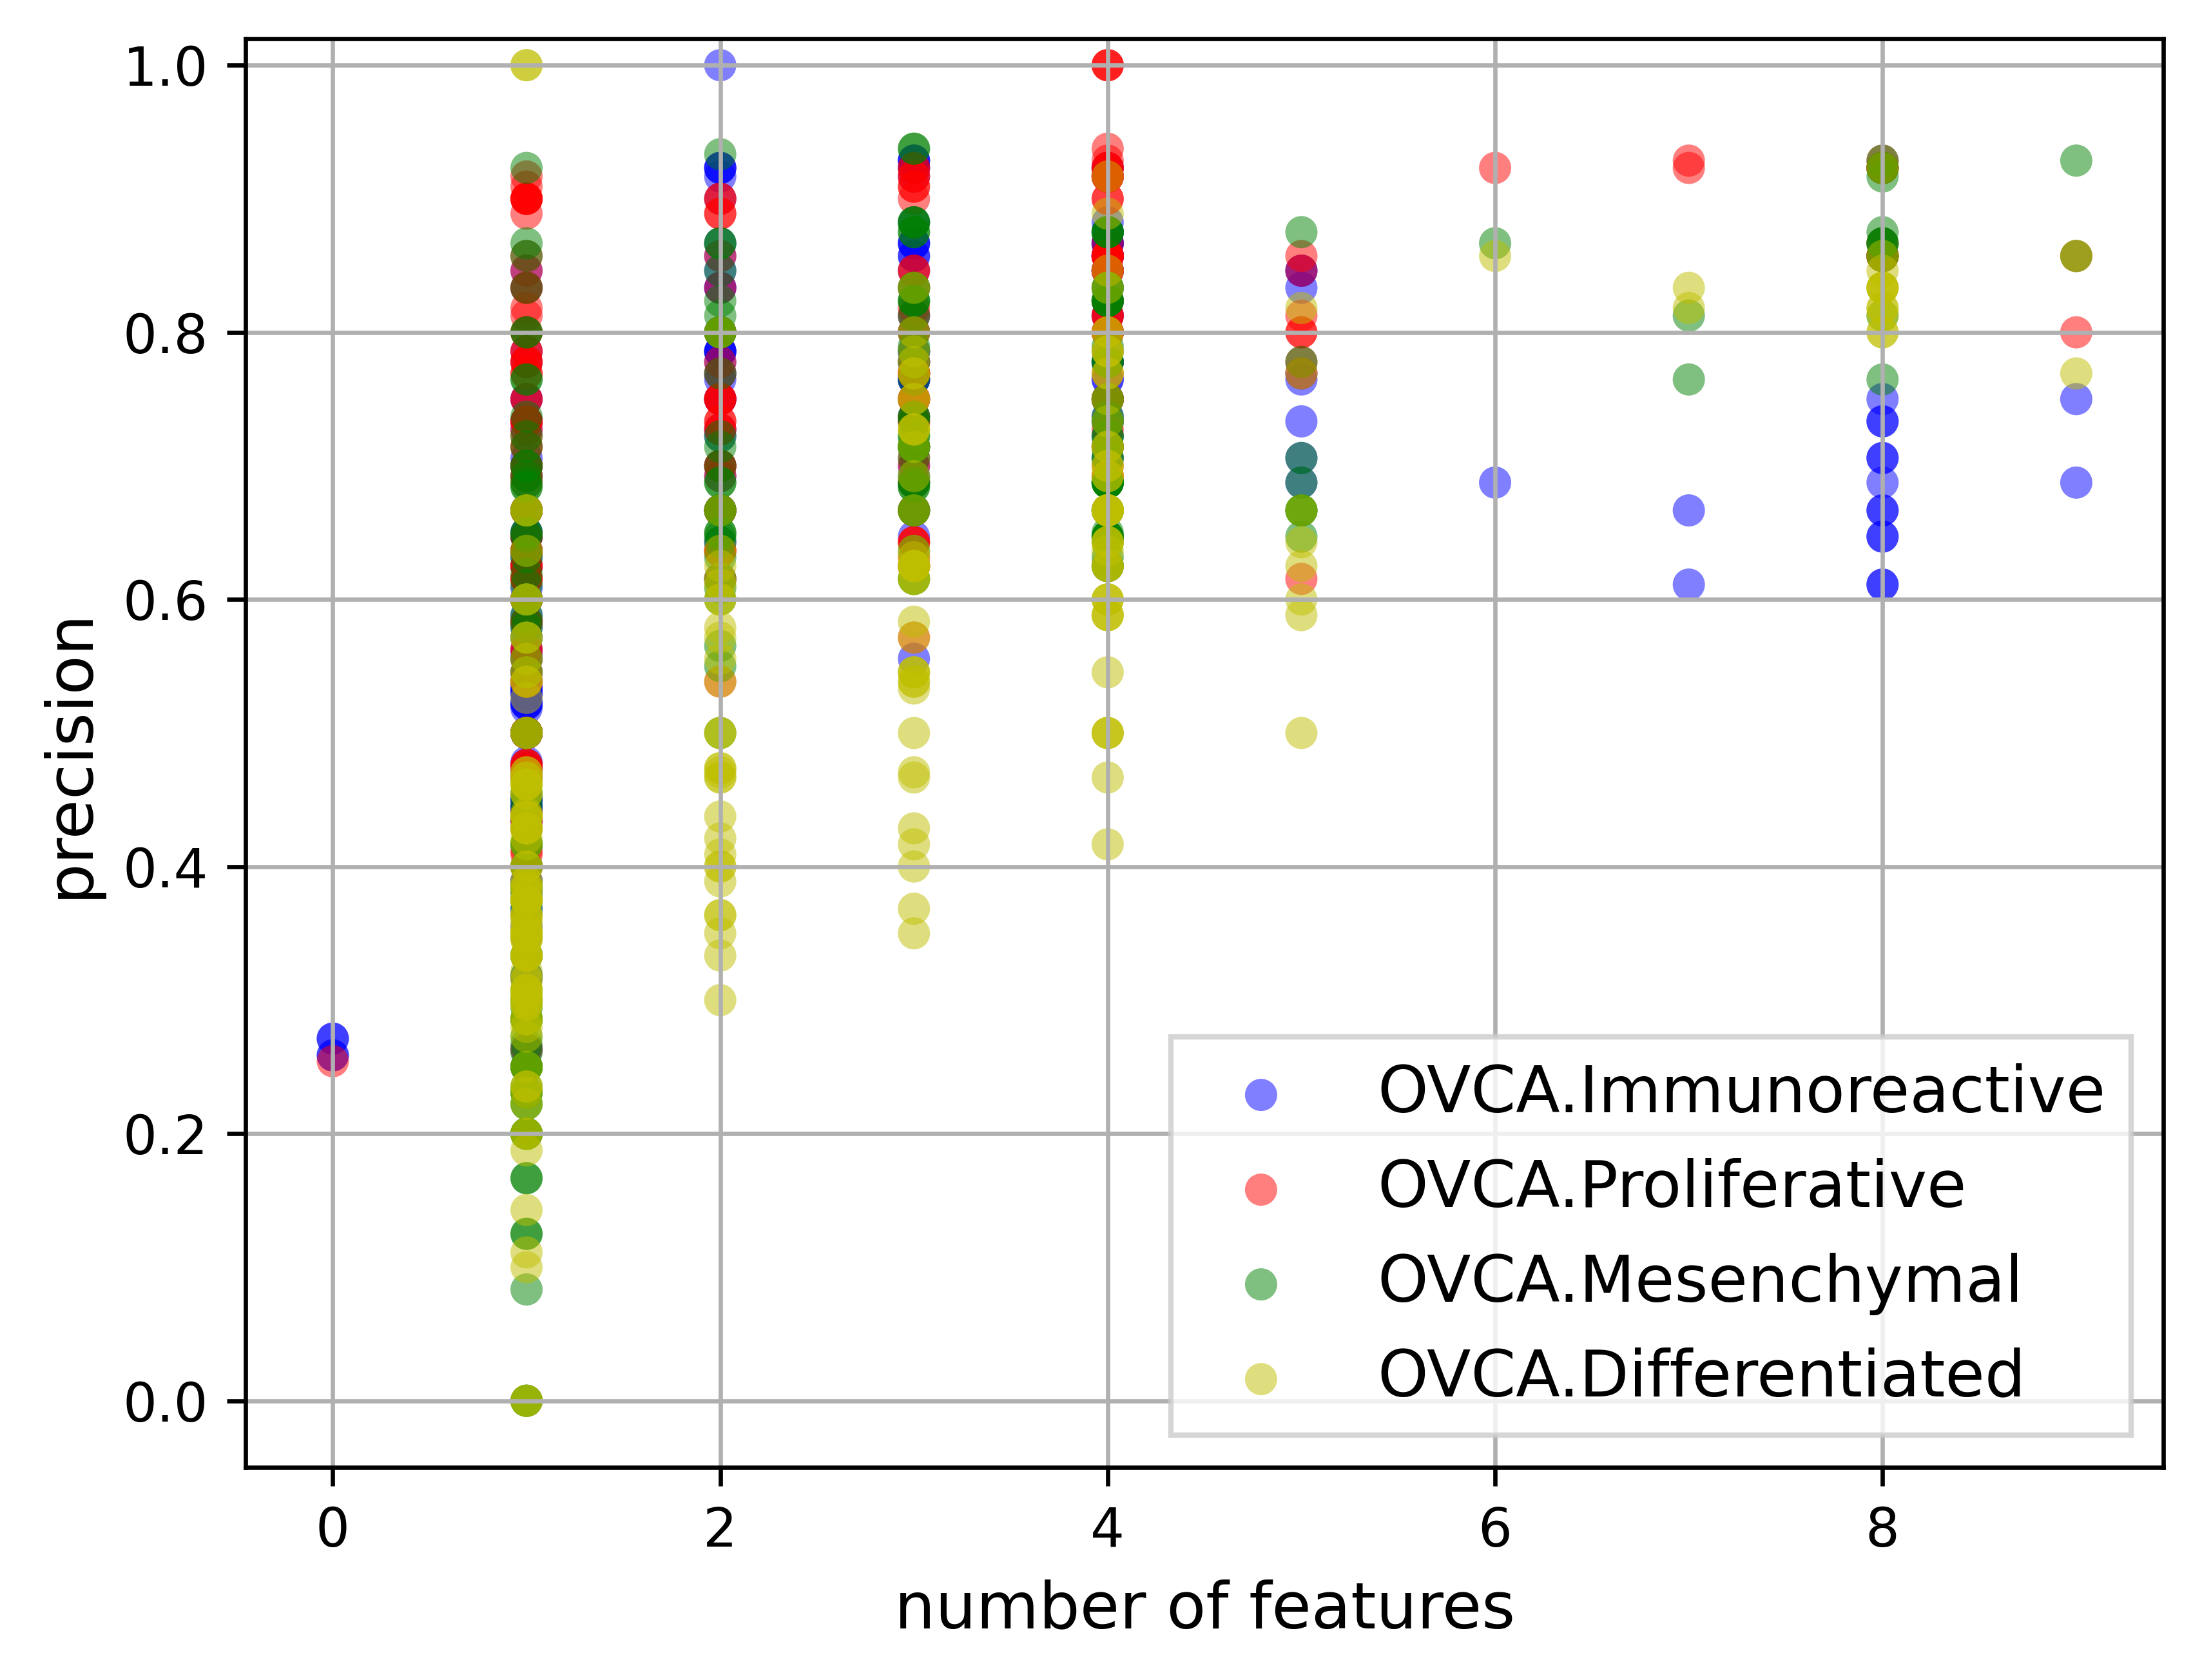 1.0
0.8
0.6
0.4
0.2
0.0
precision
OVCA.Immunoreactive
OVCA.Proliferative
OVCA.Mesenchymal
OVCA.Differentiated
0 2 4 6 8
number of features